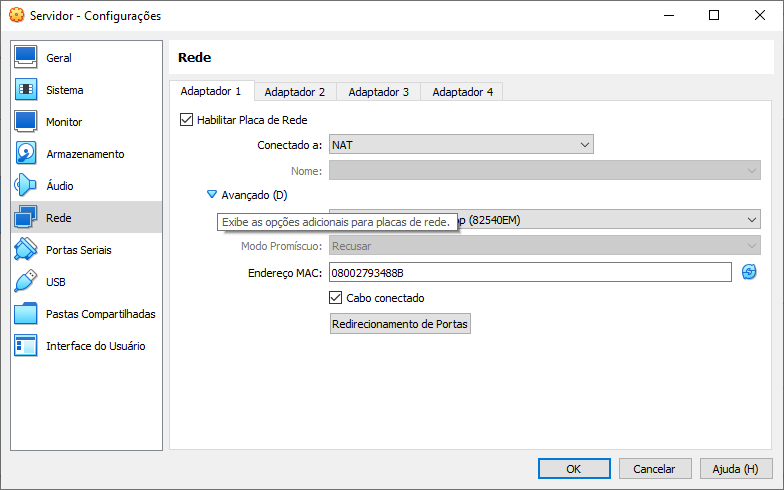 Servidor - Configurações
Geral
Sistema
Monitor
Armazenamento
Áudio
Rede
Portas Seriais
USB
Pastas Compartilhadas
Interface do Usuário
Rede
Adaptador 1
Adaptador 2
Adaptador 3
Adaptador 4
Habilitar Placa de Rede
Conectado a: NAT
Nome:
Avançado (D)
Exibe as opções adicionais para placas de rede. (82540EM)
Modo Promíscuo: Recusar
Endereço MAC: 08002793488B
Cabo conectado
Redirecionamento de Portas
OK
Cancelar
Ajuda (H)